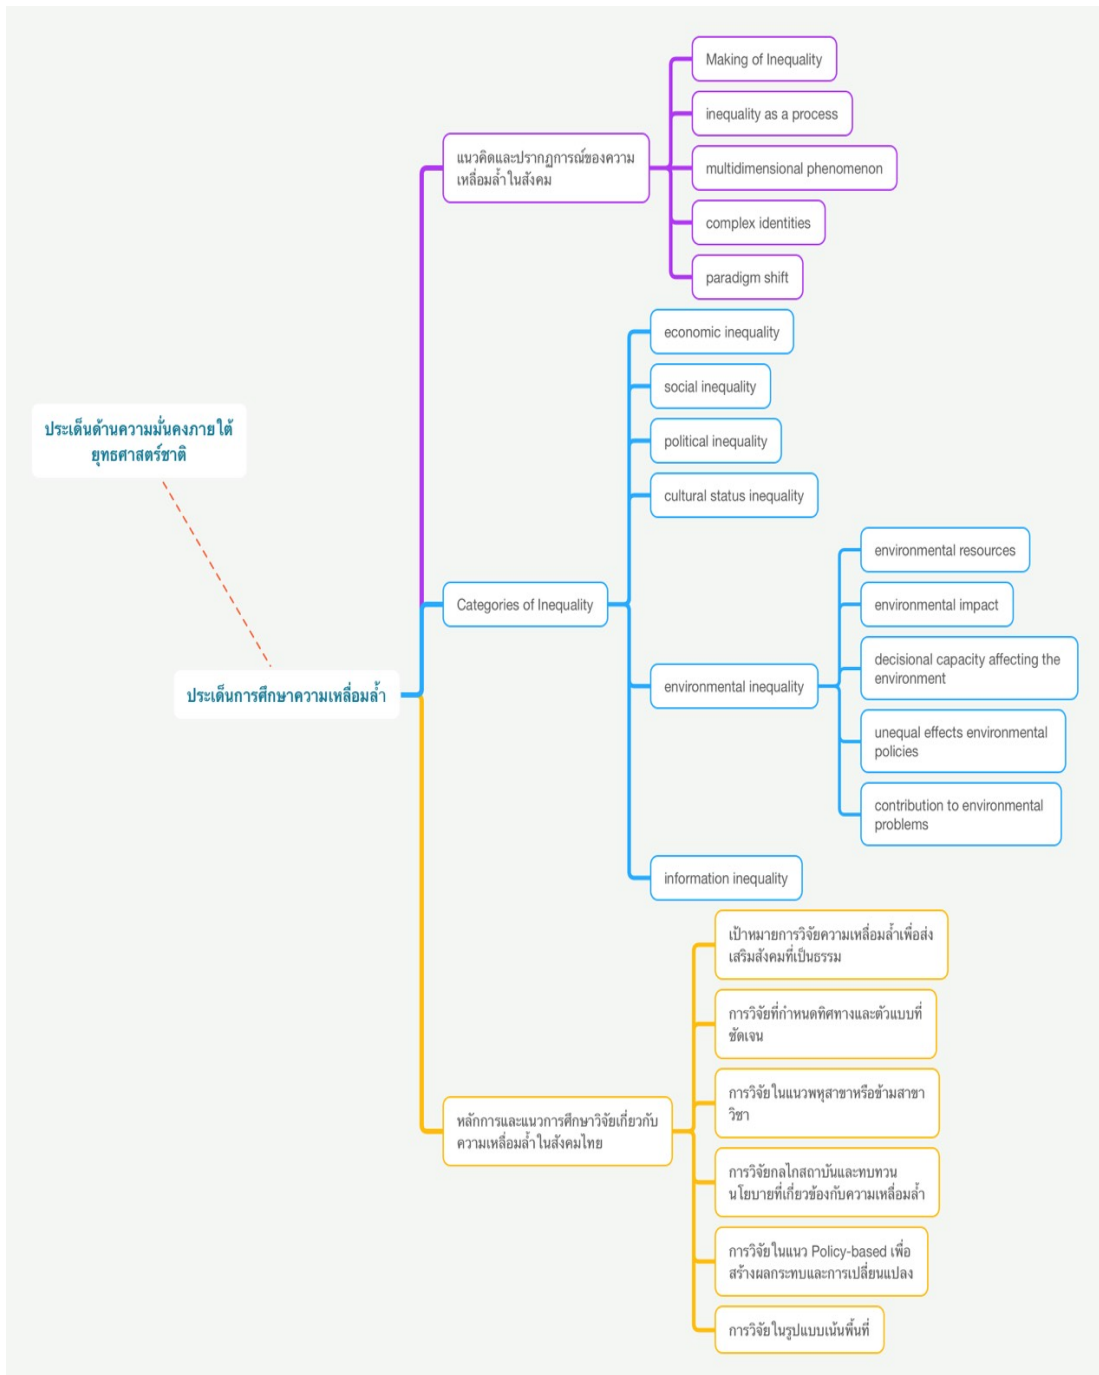 ประเด็นด้านความมั่นคงภายใต้
ยุทธศาสตร์ชาติ
ประเด็นการศึกษาความเหลื่อมล้ำ
แนวคิดและปรากฏการณ์ของความ
เหลื่อมล้ำในสังคม
Making of Inequality
inequality as a process
multidimensional phenomenon
complex identities
paradigm shift
Categories of Inequality
economic inequality
social inequality
political inequality
cultural status inequality
environmental inequality
environmental resources
environmental impact
decisional capacity affecting the
environment
unequal effects environmental
policies
contribution to environmental
problems
information inequality
หลักการและแนวการศึกษาวิจัยเกี่ยวกับ
ความเหลื่อมล้ำในสังคมไทย
เป้าหมายการวิจัยความเหลื่อมล้ำเพื่อส่ง
เสริมสังคมที่เป็นธรรม
การวิจัยที่กำหนดทิศทางและตัวแบบที่
ชัดเจน
การวิจัยในแนวพหุสาขาหรือข้ามสาขา
วิชา
การวิจัยกลไกสถาบันและทบทวน
นโยบายที่เกี่ยวข้องกับความเหลื่อมล้ำ
การวิจัยในแนว Policy-based เพื่อ
สร้างผลกระทบและการเปลี่ยนแปลง
การวิจัยในรูปแบบเน้นพื้นที่